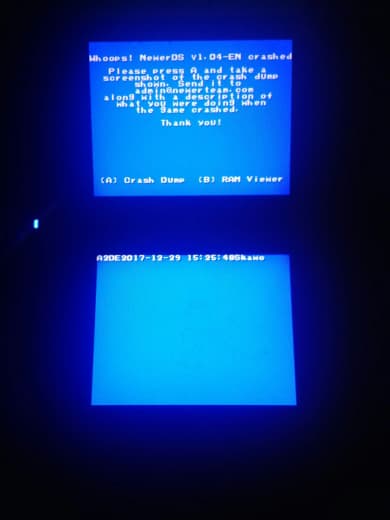 Whoops! NewerDS v1.04-EN crashed
Please press A and take a
screenshot of the crash dump
shown. Send it to
admin@newerteam.com
along with a description of
what you were doing when
the game crashed.
Thank you!
(A) Crash Dump (B) RAM Viewer
A2DE2017-12-29 15:25:48Skawo